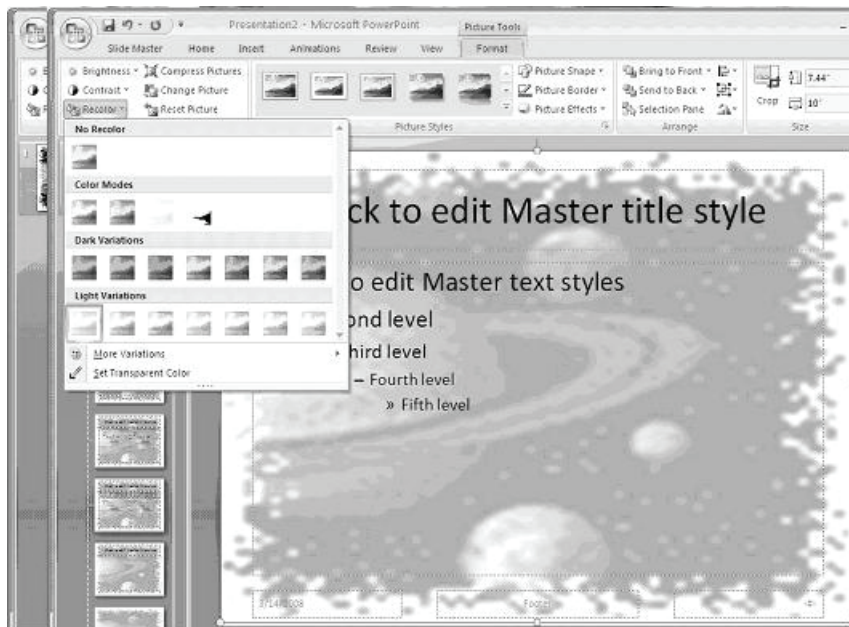 Presentation2 - Microsoft PowerPoint
Picture Tools
Slide Master Home Insert Animations Review View Format
Brightness Compress Pictures Picture Shape Bring to Front 7.44"
Contrast Change Picture Picture Border Send to Back Crop 10"
Recolor Reset Picture Picture Effects Selection Pane
Picture Styles Arrange Size
No Recolor
Color Modes
Dark Variations
Light Variations
More Variations
Set Transparent Color
1
ck to edit Master title style
o edit Master text styles
ond level
hird level
– Fourth level
» Fifth level
3/14/2008 Footer